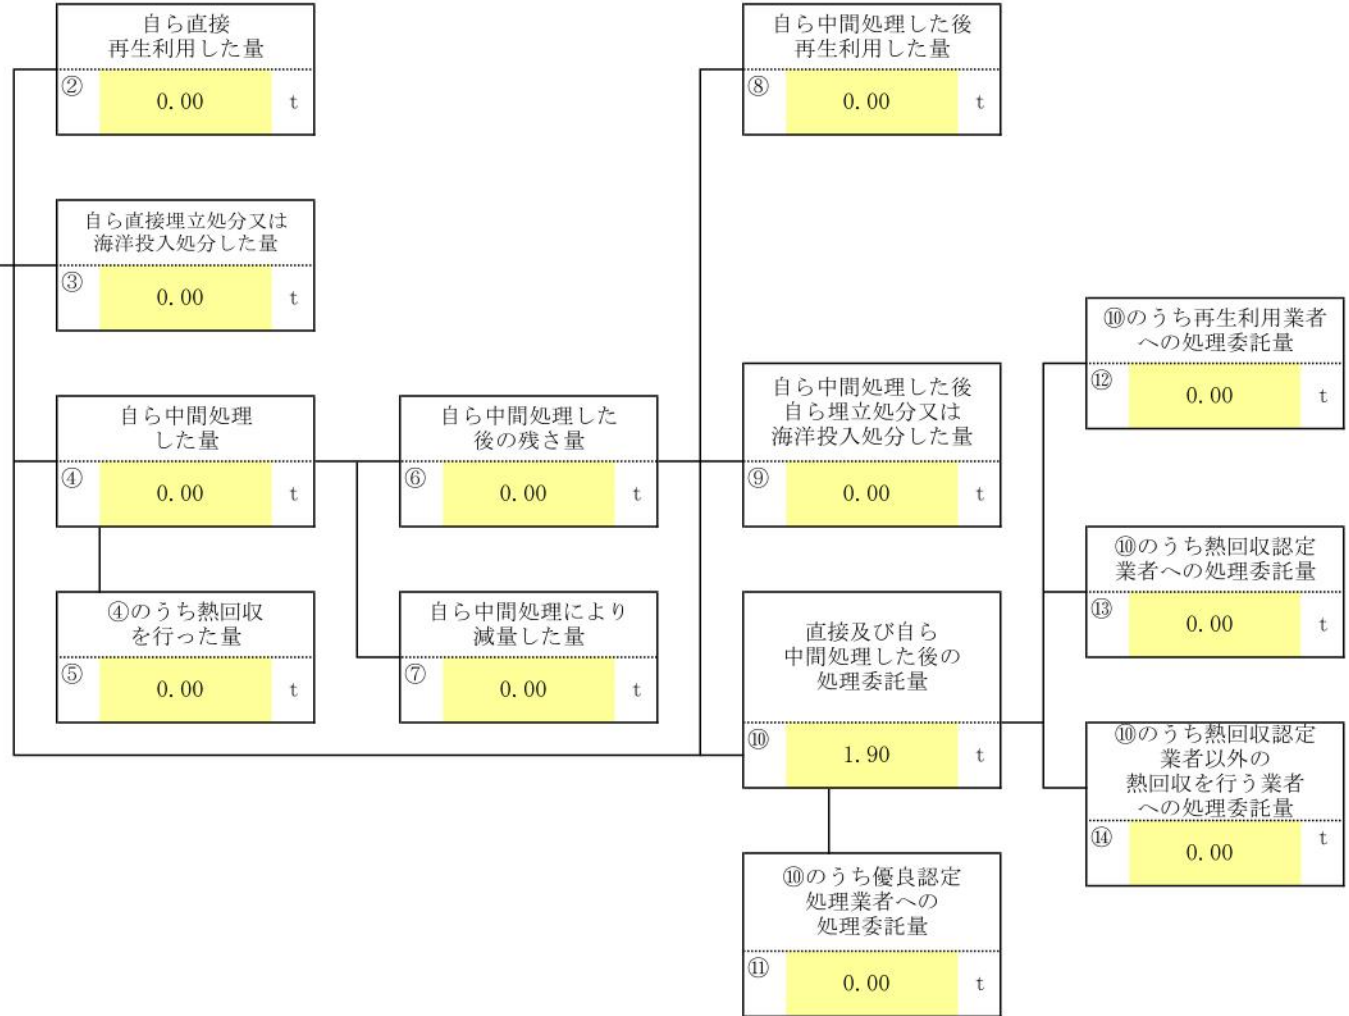 自ら直接
再生利用した量
② 0.00 t
自ら直接埋立処分又は
海洋投入処分した量
③ 0.00 t
自ら中間処理
した量
④ 0.00 t
④のうち熱回収
を行った量
⑤ 0.00 t
自ら中間処理した
後の残さ量
⑥ 0.00 t
自ら中間処理により
減量した量
⑦ 0.00 t
自ら中間処理した後
再生利用した量
⑧ 0.00 t
自ら中間処理した後
自ら埋立処分又は
海洋投入処分した量
⑨ 0.00 t
直接及び自ら
中間処理した後の
処理委託量
⑩ 1.90 t
⑩のうち優良認定
処理業者への
処理委託量
⑪ 0.00 t
⑩のうち再生利用業者
への処理委託量
⑫ 0.00 t
⑩のうち熱回収認定
業者への処理委託量
⑬ 0.00 t
⑩のうち熱回収認定
業者以外の
熱回収を行う業者
への処理委託量
⑭ 0.00 t